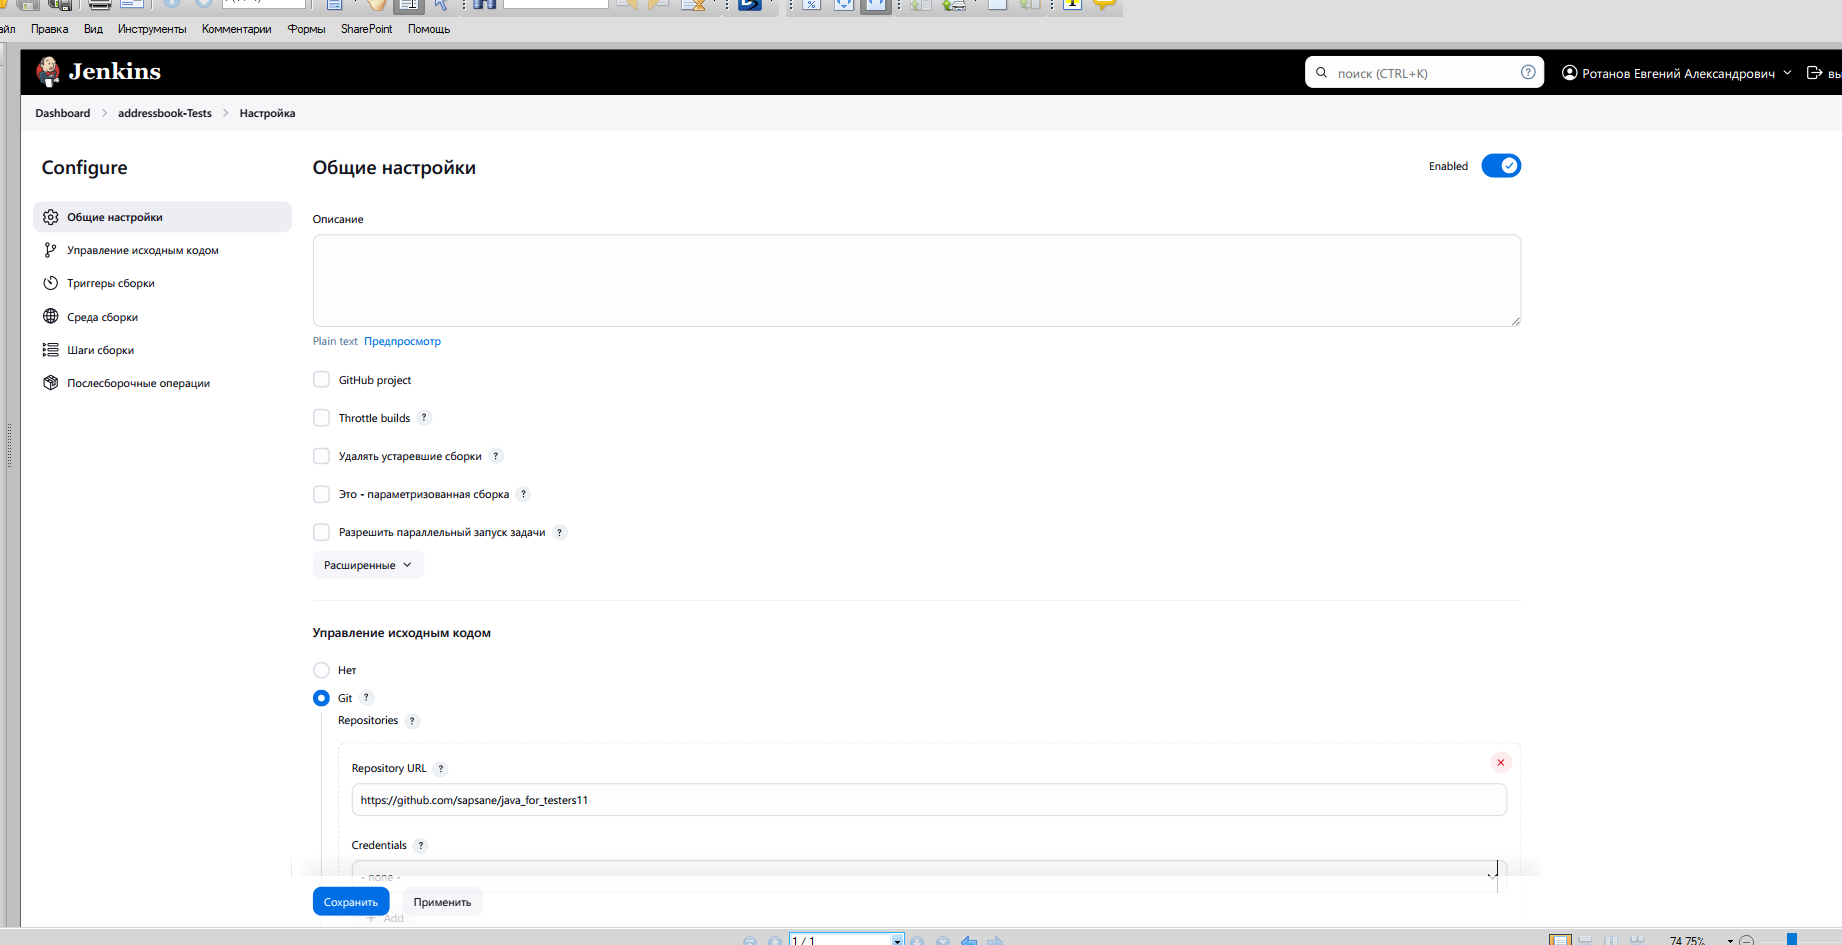 айл Правка Вид Инструменты Комментарии Формы SharePoint Помощь
Jenkins
поиск (CTRL+K) ?
Ротанов Евгений Александрович
вы
Dashboard > addressbook-Tests > Настройка
Configure
Общие настройки
Управление исходным кодом
Триггеры сборки
Среда сборки
Шаги сборки
Послесборочные операции
Общие настройки
Enabled
Описание
Plain text Предпросмотр
GitHub project
Throttle builds ?
Удалять устаревшие сборки ?
Это - параметризованная сборка ?
Разрешить параллельный запуск задачи ?
Расширенные
Управление исходным кодом
Нет
Git ?
Repositories ?
Repository URL ?
https://github.com/sapsane/java_for_testers11
Credentials ?
- none -
Сохранить Применить
+ Add
1 / 1
74,75%